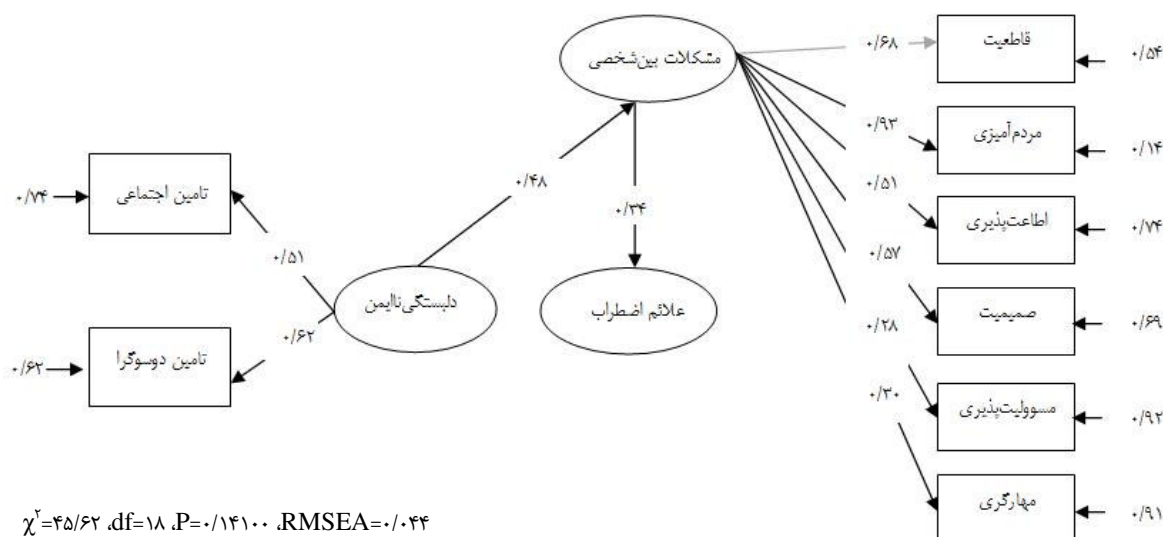 مشکلات بین‌شخصی
قاطعیت
۰/۶۸
۰/۵۴
مردم‌آمیزی
۰/۹۳
۰/۱۴
اطاعت‌پذیری
۰/۵۱
۰/۷۴
صمیمیت
۰/۵۷
۰/۶۹
مسوولیت‌پذیری
۰/۲۸
۰/۹۲
مهارگری
۰/۳۰
۰/۹۱
۰/۴۸
۰/۳۴
علائم اضطراب
دلبستگی‌ناایمن
تامین اجتماعی
۰/۵۱
۰/۷۴
تامین دوسوگرا
۰/۶۲
۰/۶۲
χ²=۴۵/۶۲ ،df=۱۸ ،P=۰/۱۴۱۰۰ ،RMSEA=۰/۰۴۴